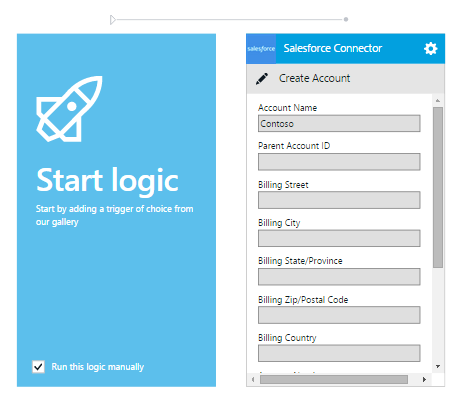 Start logic
Start by adding a trigger of choice from
our gallery
Run this logic manually
salesforce
Salesforce Connector
Create Account
Account Name
Contoso
Parent Account ID
Billing Street
Billing City
Billing State/Province
Billing Zip/Postal Code
Billing Country